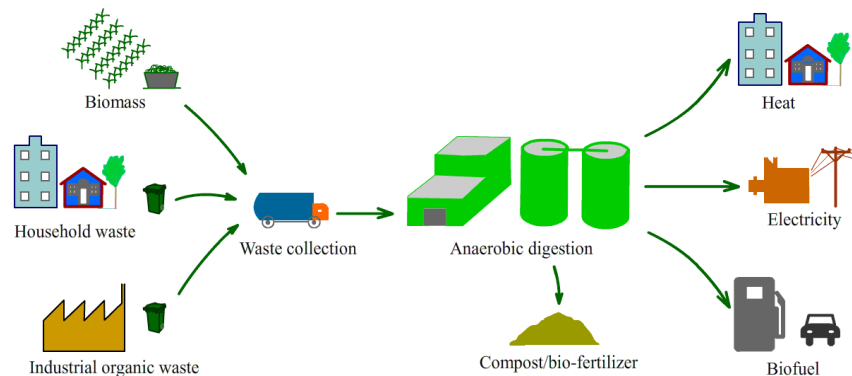 Biomass
Household waste
Industrial organic waste
Waste collection
Anaerobic digestion
Compost/bio-fertilizer
Heat
Electricity
Biofuel